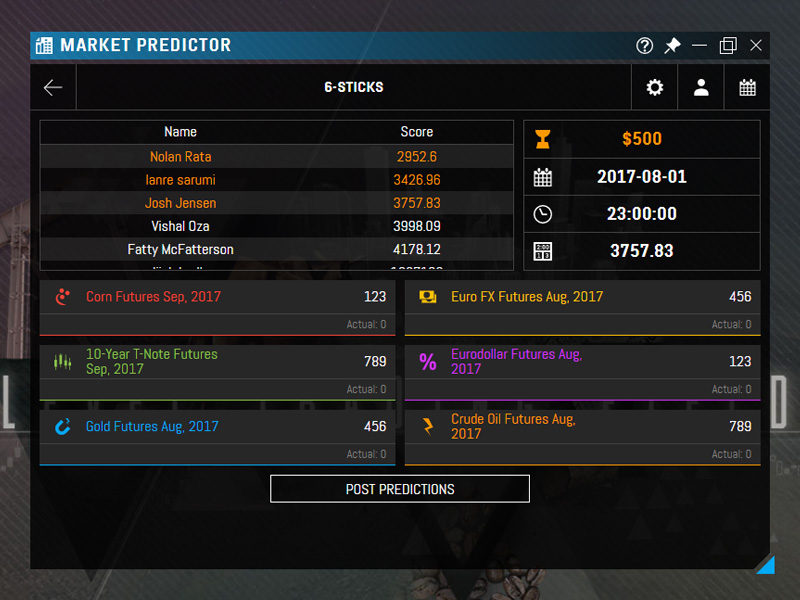 MARKET PREDICTOR
6-STICKS
Name Score
Nolan Rata 2952.6
Ianre sarumi 3426.96
Josh Jensen 3757.83
Vishal Oza 3998.09
Fatty McFatterson 4178.12
$500
2017-08-01
23:00:00
3757.83
Corn Futures Sep, 2017 123
Actual: 0
Euro FX Futures Aug, 2017 456
Actual: 0
10-Year T-Note Futures
Sep, 2017 789
Actual: 0
Eurodollar Futures Aug,
2017 123
Actual: 0
Gold Futures Aug, 2017 456
Actual: 0
Crude Oil Futures Aug,
2017 789
Actual: 0
POST PREDICTIONS